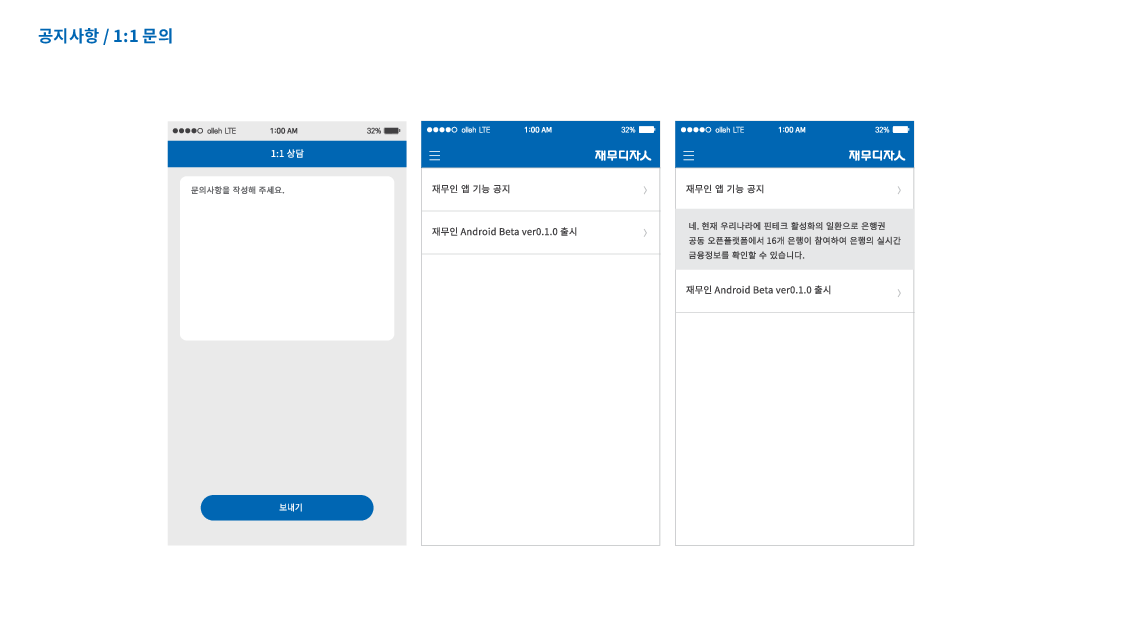 공지사항 / 1:1 문의
olleh LTE 1:00 AM 32%
1:1 상담
문의사항을 작성해 주세요.
보내기
olleh LTE 1:00 AM 32%
재무디자人
재무인 앱 기능 공지
재무인 Android Beta ver0.1.0 출시
olleh LTE 1:00 AM 32%
재무디자人
재무인 앱 기능 공지
네, 현재 우리나라에 핀테크 활성화의 일환으로 은행권
공동 오픈플랫폼에서 16개 은행이 참여하여 은행의 실시간
금융정보를 확인할 수 있습니다.
재무인 Android Beta ver0.1.0 출시